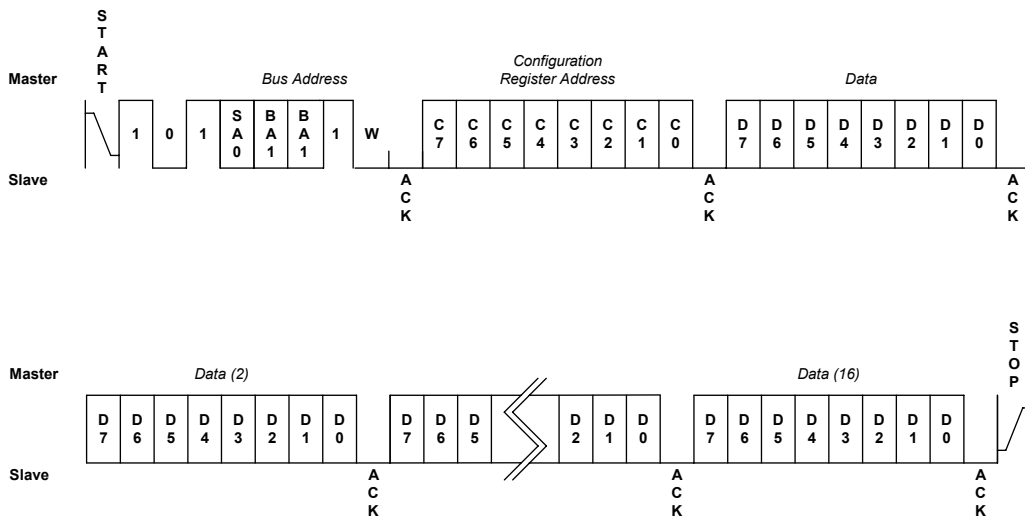 START
Configuration
Master Bus Address Register Address Data
1 0 1 SA0 BA1 BA1 1 W C7 C6 C5 C4 C3 C2 C1 C0 D7 D6 D5 D4 D3 D2 D1 D0
Slave ACK ACK ACK
STOP
Master Data (2) Data (16)
D7 D6 D5 D4 D3 D2 D1 D0 D7 D6 D5 D2 D1 D0 D7 D6 D5 D4 D3 D2 D1 D0
Slave ACK ACK ACK